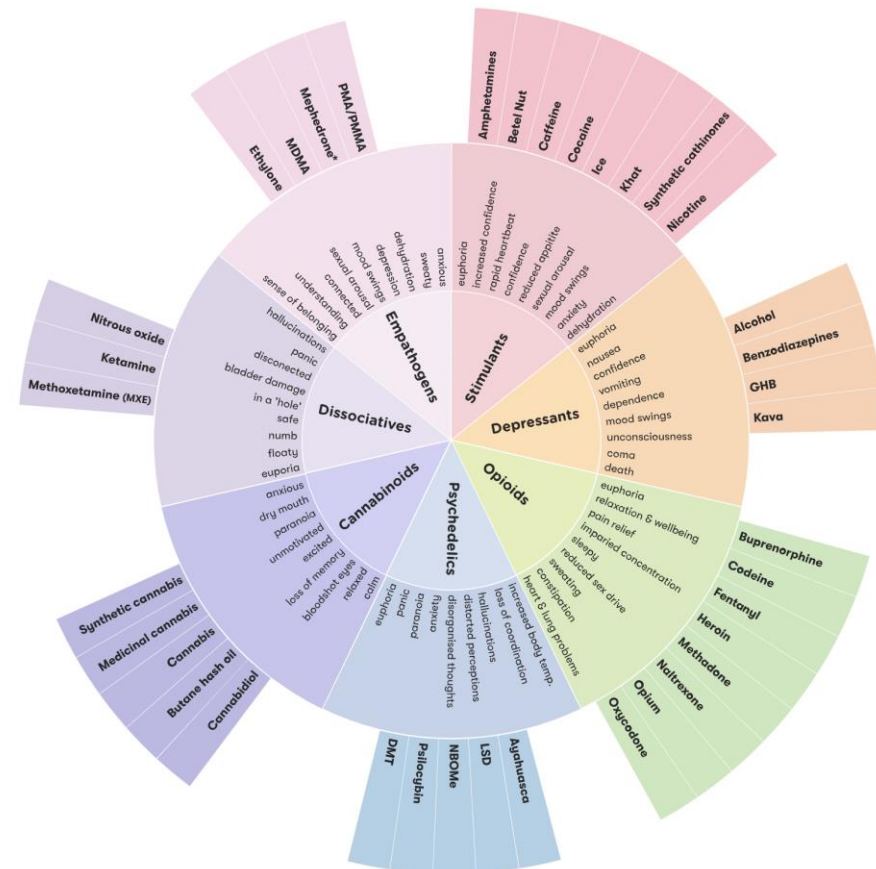 Stimulants
euphoria
increased confidence
rapid heartbeat
confidence
reduced appitite
sexual arousal
mood swings
anxiety
dehydration
Amphetamines
Betel Nut
Caffeine
Cocaine
Ice
Khat
Synthetic cathinones
Nicotine
Depressants
euphoria
nausea
confidence
vomiting
dependence
mood swings
unconsciousness
coma
death
Alcohol
Benzodiazepines
GHB
Kava
Opioids
euphoria
relaxation & wellbeing
pain relief
imparied concentration
sleepy
reduced sex drive
sweating
constipation
heart & lung problems
Buprenorphine
Codeine
Fentanyl
Heroin
Methadone
Naltrexone
Opium
Oxycodone
Psychedelics
increased body temp.
loss of coordination
hallucinations
distorted perceptions
disorganised thoughts
anxiety
paranoia
panic
euphoria
Ayahuasca
LSD
NBOMe
Psilocybin
DMT
Cannabinoids
calm
relaxed
bloodshot eyes
loss of memory
excited
unmotivated
paranoia
dry mouth
anxious
Cannabidiol
Butane hash oil
Cannabis
Medicinal cannabis
Synthetic cannabis
Dissociatives
euporia
floaty
numb
safe
in a 'hole'
bladder damage
disconnected
panic
hallucinations
Methoxetamine (MXE)
Ketamine
Nitrous oxide
Empathogens
sense of belonging
understanding
connected
sexual arousal
mood swings
depression
dehydration
sweaty
anxious
Ethylone
MDMA
Mephedrone*
PMA/PMMA